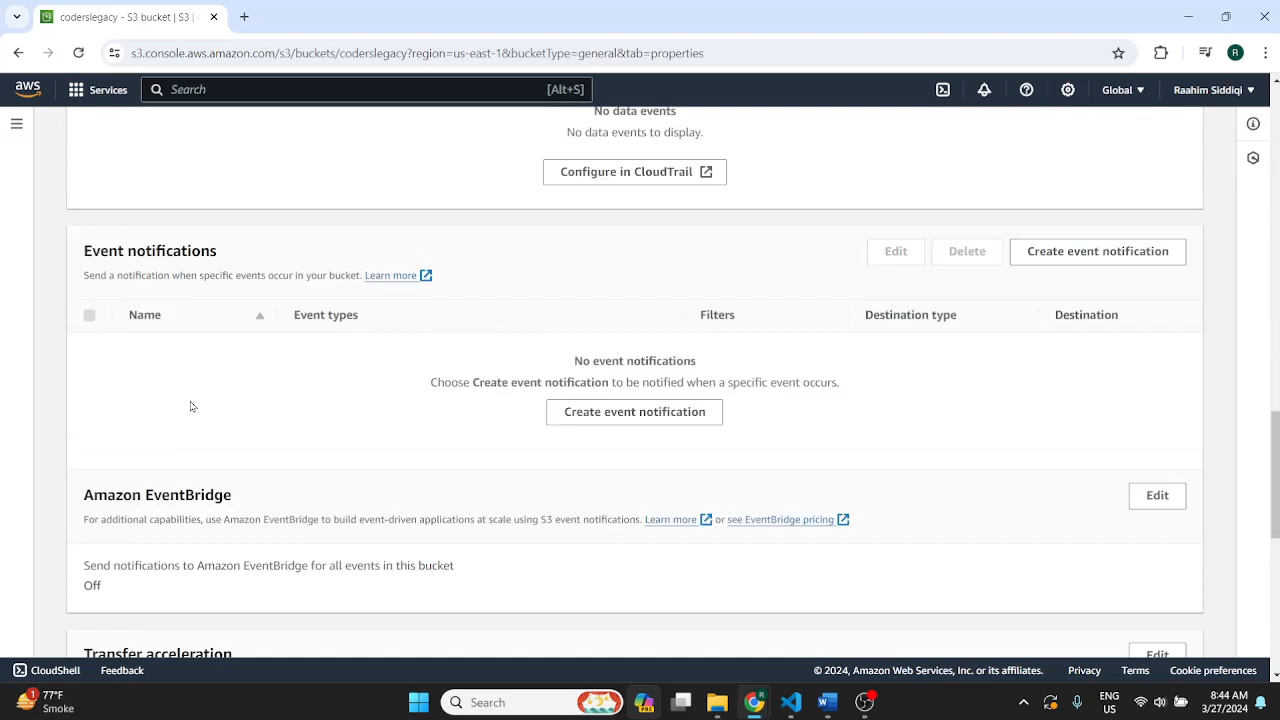 coderslegacy - S3 | S3 |
s3.console.aws.amazon.com/s3/buckets/coderslegacy?region=us-east-1&bucketType=general&tab=properties
R
aws
Services
Search
[Alt+S]
Global
Raahim Siddiqi
No data events
No data events to display.
Configure in CloudTrail
Event notifications
Edit
Delete
Create event notification
Send a notification when specific events occur in your bucket. Learn more
Name
Event types
Filters
Destination type
Destination
No event notifications
Choose Create event notification to be notified when a specific event occurs.
Create event notification
Amazon EventBridge
Edit
For additional capabilities, use Amazon EventBridge to build event-driven applications at scale using S3 event notifications. Learn more or see EventBridge pricing
Send notifications to Amazon EventBridge for all events in this bucket
Off
Transfer acceleration
Edit
CloudShell
Feedback
© 2024, Amazon Web Services, Inc. or its affiliates.
Privacy
Terms
Cookie preferences
1
77°F
Smoke
Search
ENG
US
8:44 AM
3/27/2024